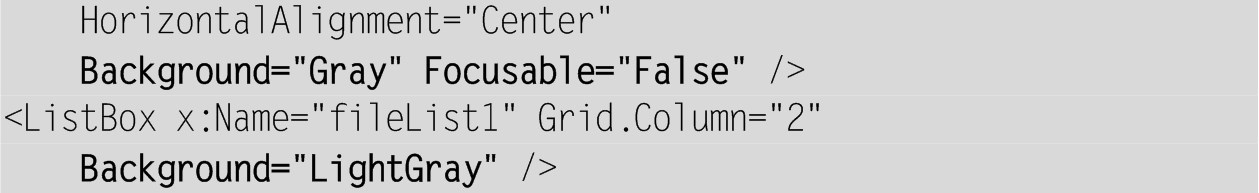 HorizontalAlignment="Center"
Background="Gray" Focusable="False" />
<ListBox x:Name="fileList1" Grid.Column="2"
Background="LightGray" />